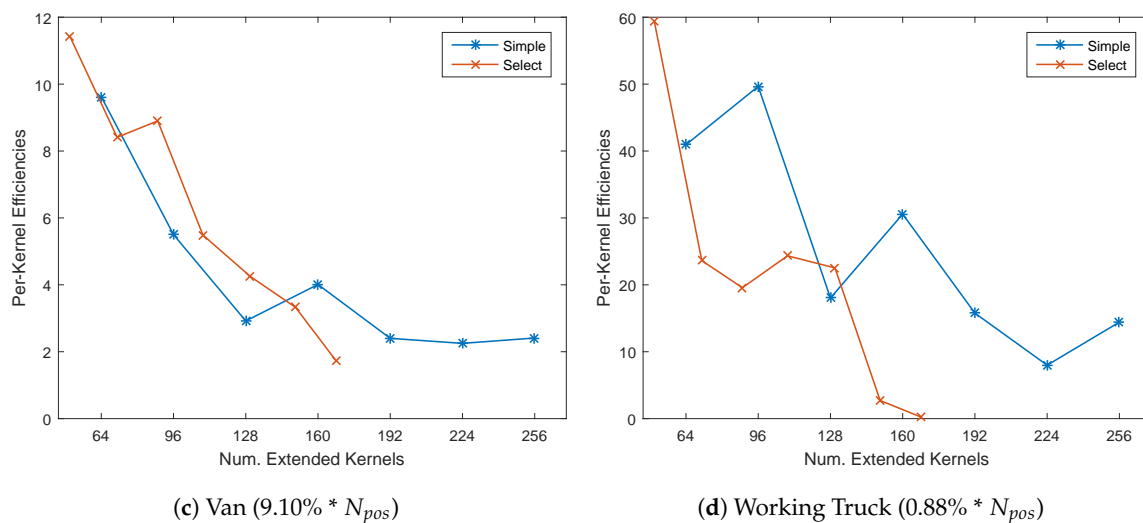 12
10
8
6
4
2
0
Per-Kernel Efficiencies
64 96 128 160 192 224 256
Num. Extended Kernels
Simple
Select
(c) Van (9.10% * Npos)
60
50
40
30
20
10
0
Per-Kernel Efficiencies
64 96 128 160 192 224 256
Num. Extended Kernels
Simple
Select
(d) Working Truck (0.88% * Npos)